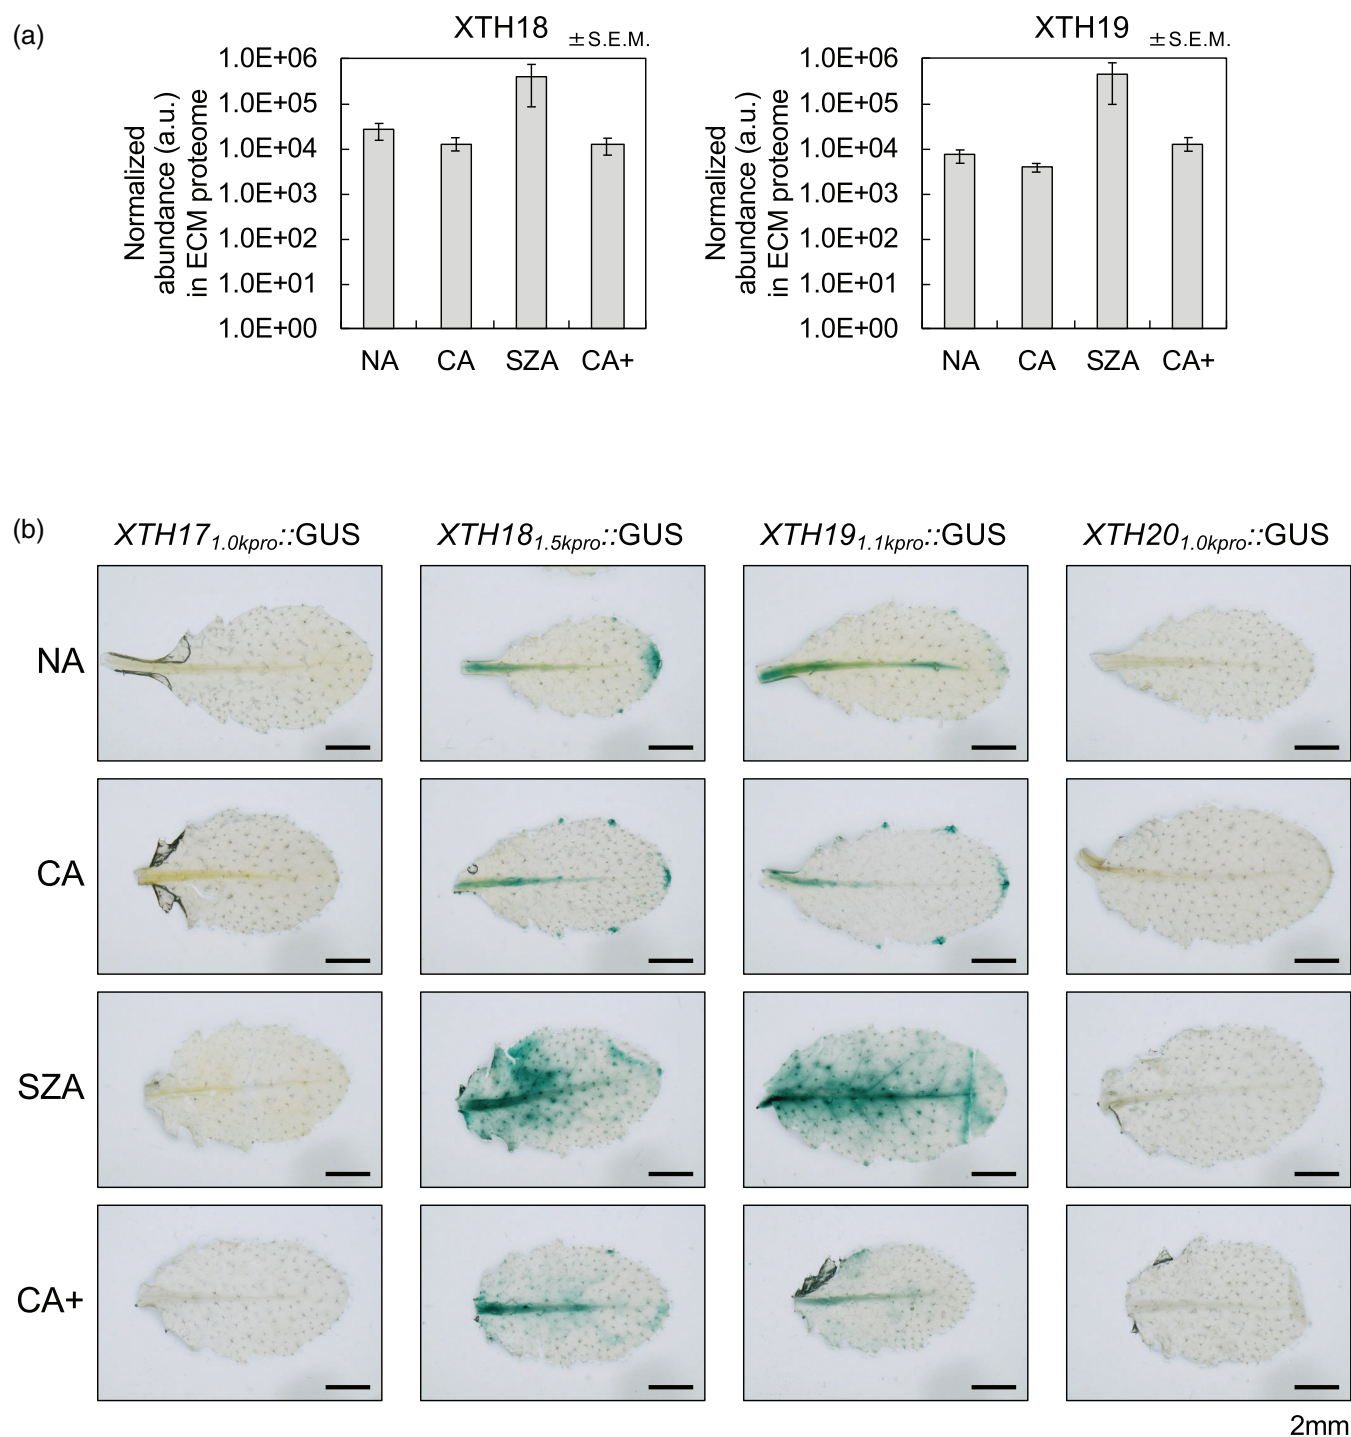 (a)
XTH18 ±S.E.M.
Normalized
abundance (a.u.)
in ECM proteome
1.0E+06
1.0E+05
1.0E+04
1.0E+03
1.0E+02
1.0E+01
1.0E+00
NA CA SZA CA+
XTH19 ±S.E.M.
Normalized
abundance (a.u.)
in ECM proteome
1.0E+06
1.0E+05
1.0E+04
1.0E+03
1.0E+02
1.0E+01
1.0E+00
NA CA SZA CA+
(b)
XTH171.0kpro::GUS XTH181.5kpro::GUS XTH191.1kpro::GUS XTH201.0kpro::GUS
NA
CA
SZA
CA+
2mm